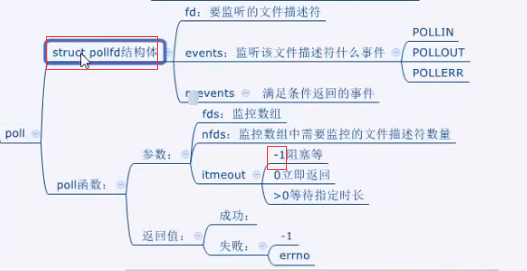 fd：要监听的文件描述符
struct pollfd结构体
events：监听该文件描述符什么事件
POLLIN
POLLOUT
POLLERR
revents 满足条件返回的事件
poll
poll函数：
参数：
fds：监控数组
nfds：监控数组中需要监控的文件描述符数量
itmeout
-1阻塞等
0立即返回
>0等待指定时长
返回值：
成功：
失败：
-1
errno